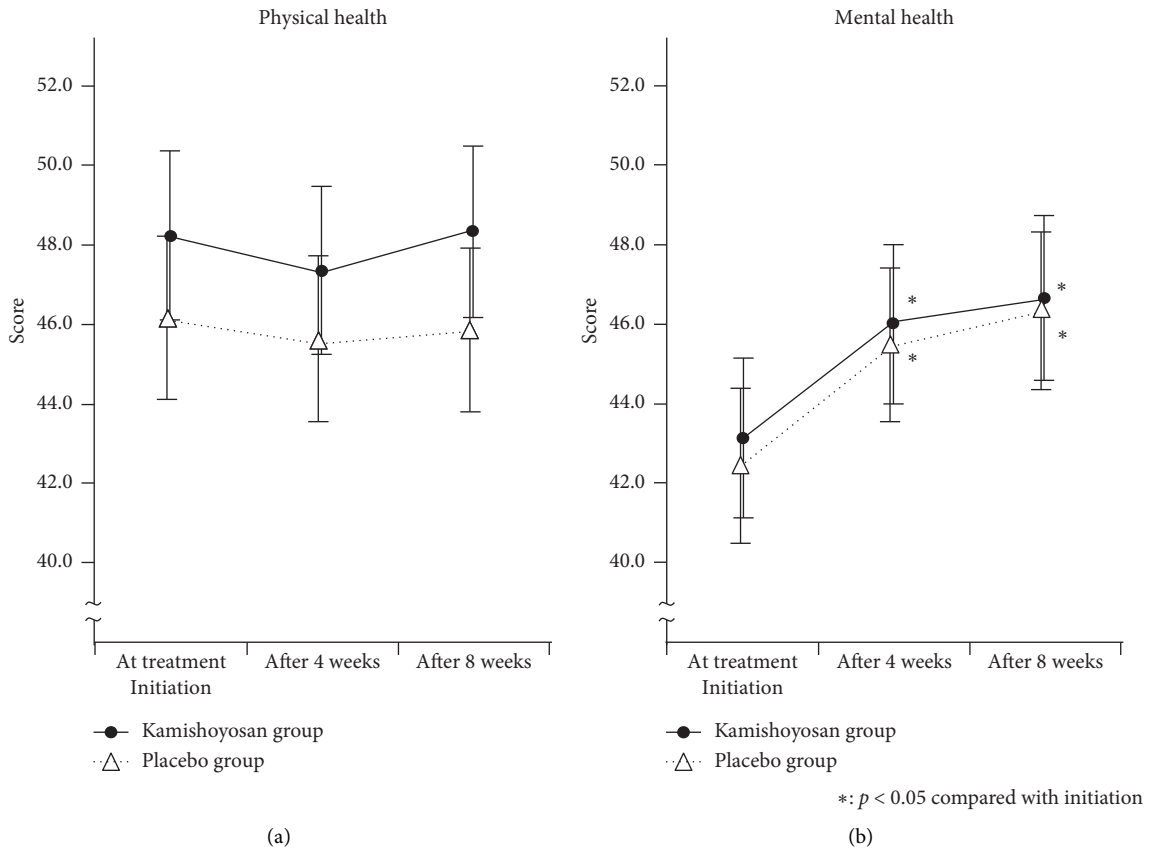 Physical health
52.0
50.0
48.0
46.0
44.0
42.0
40.0
Score
At treatment
Initiation
After 4 weeks
After 8 weeks
Kamishoyosan group
Placebo group
(a)
Mental health
52.0
50.0
48.0
46.0
44.0
42.0
40.0
Score
*
*
*
*
At treatment
Initiation
After 4 weeks
After 8 weeks
Kamishoyosan group
Placebo group
*: p < 0.05 compared with initiation
(b)